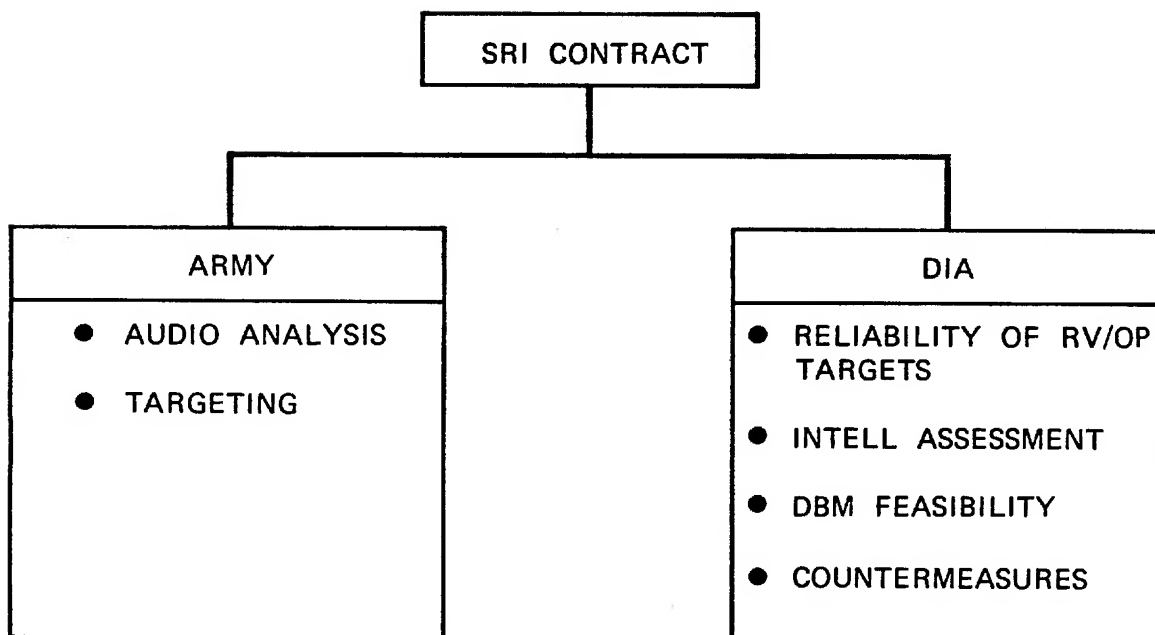 SRI CONTRACT
ARMY
● AUDIO ANALYSIS
● TARGETING
DIA
● RELIABILITY OF RV/OP
TARGETS
● INTELL ASSESSMENT
● DBM FEASIBILITY
● COUNTERMEASURES